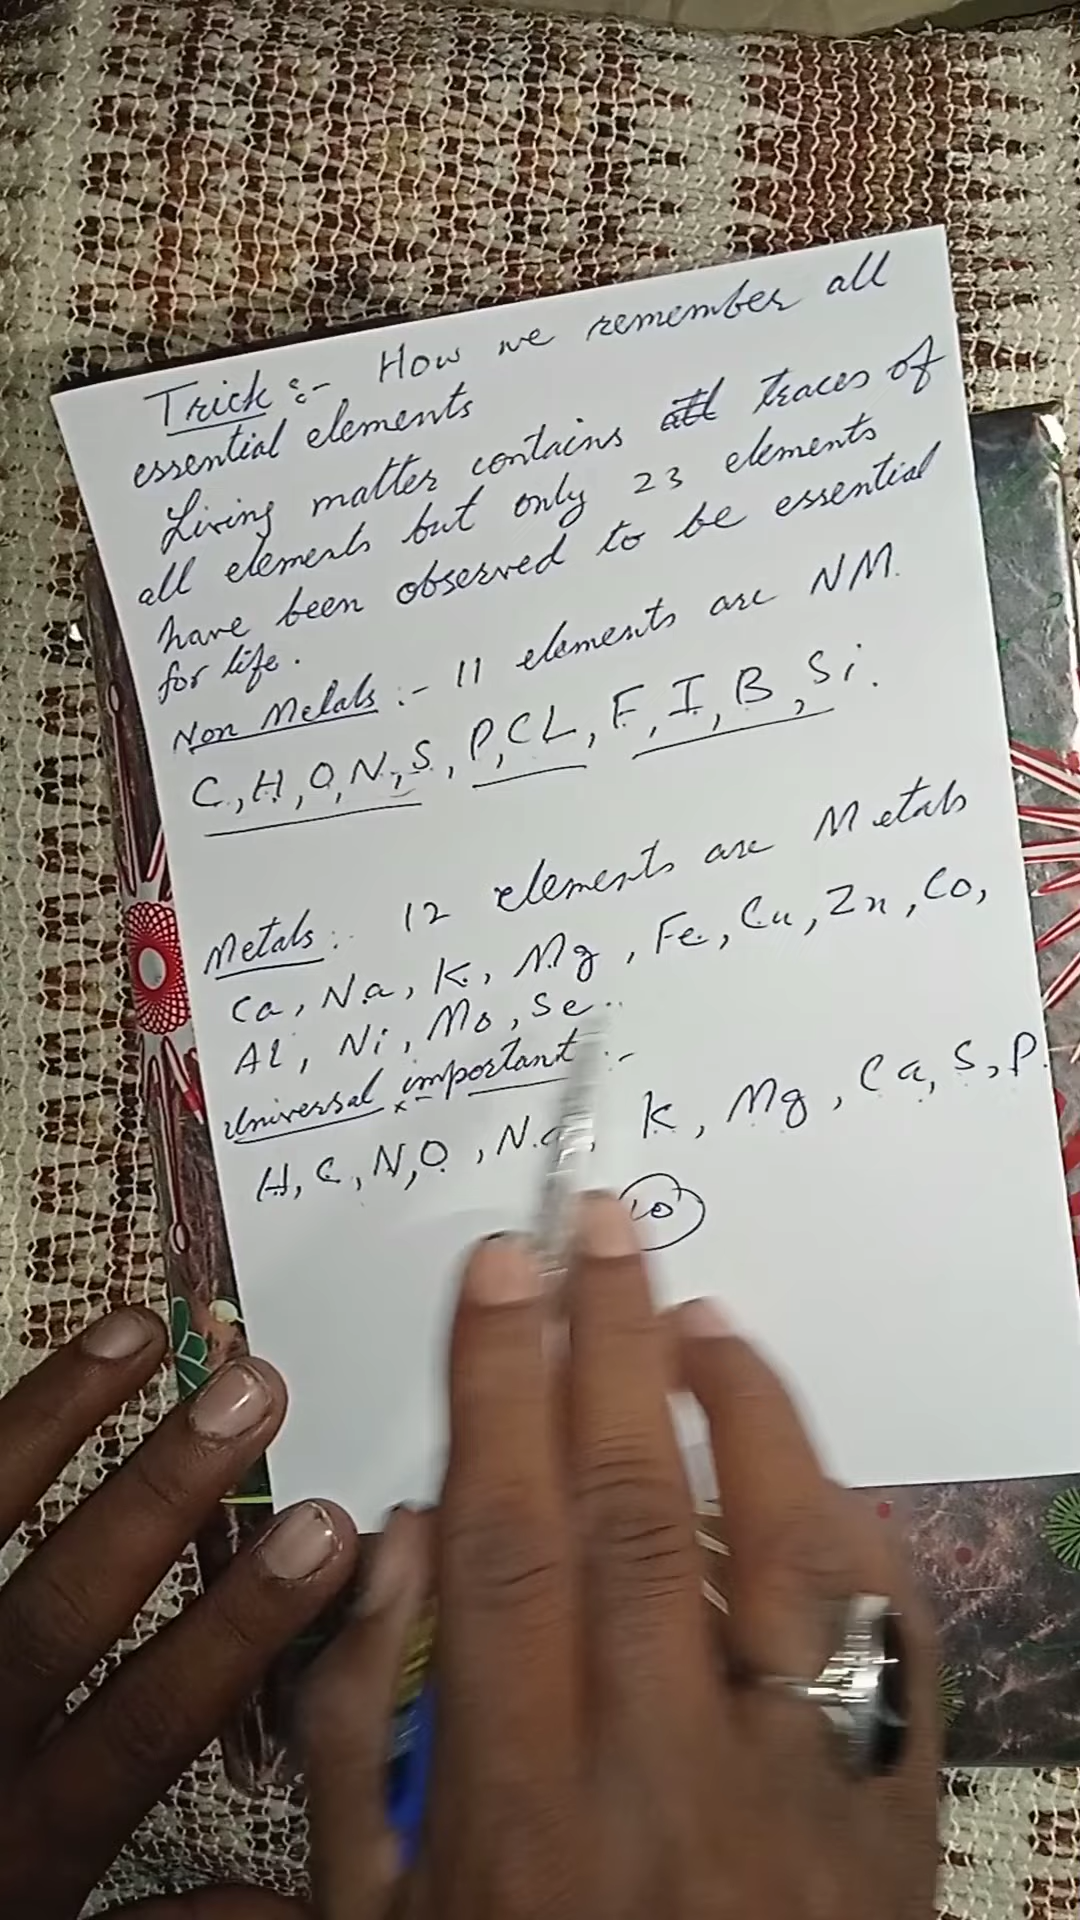 Trick :- How we remember all
essential elements
Living matter contains all traces of
all elements but only 23 elements
have been observed to be essential
for life.
Non Metals :- 11 elements are NM.
C, H, O, N, S, P, CL, F, I, B, Si.
Metals :- 12 elements are Metals
Ca, Na, K, Mg, Fe, Cu, Zn, Co,
Al, Ni, Mo, Se..
Universal important :-
H, C, N, O, Na, K, Mg, Ca, S, P.
10